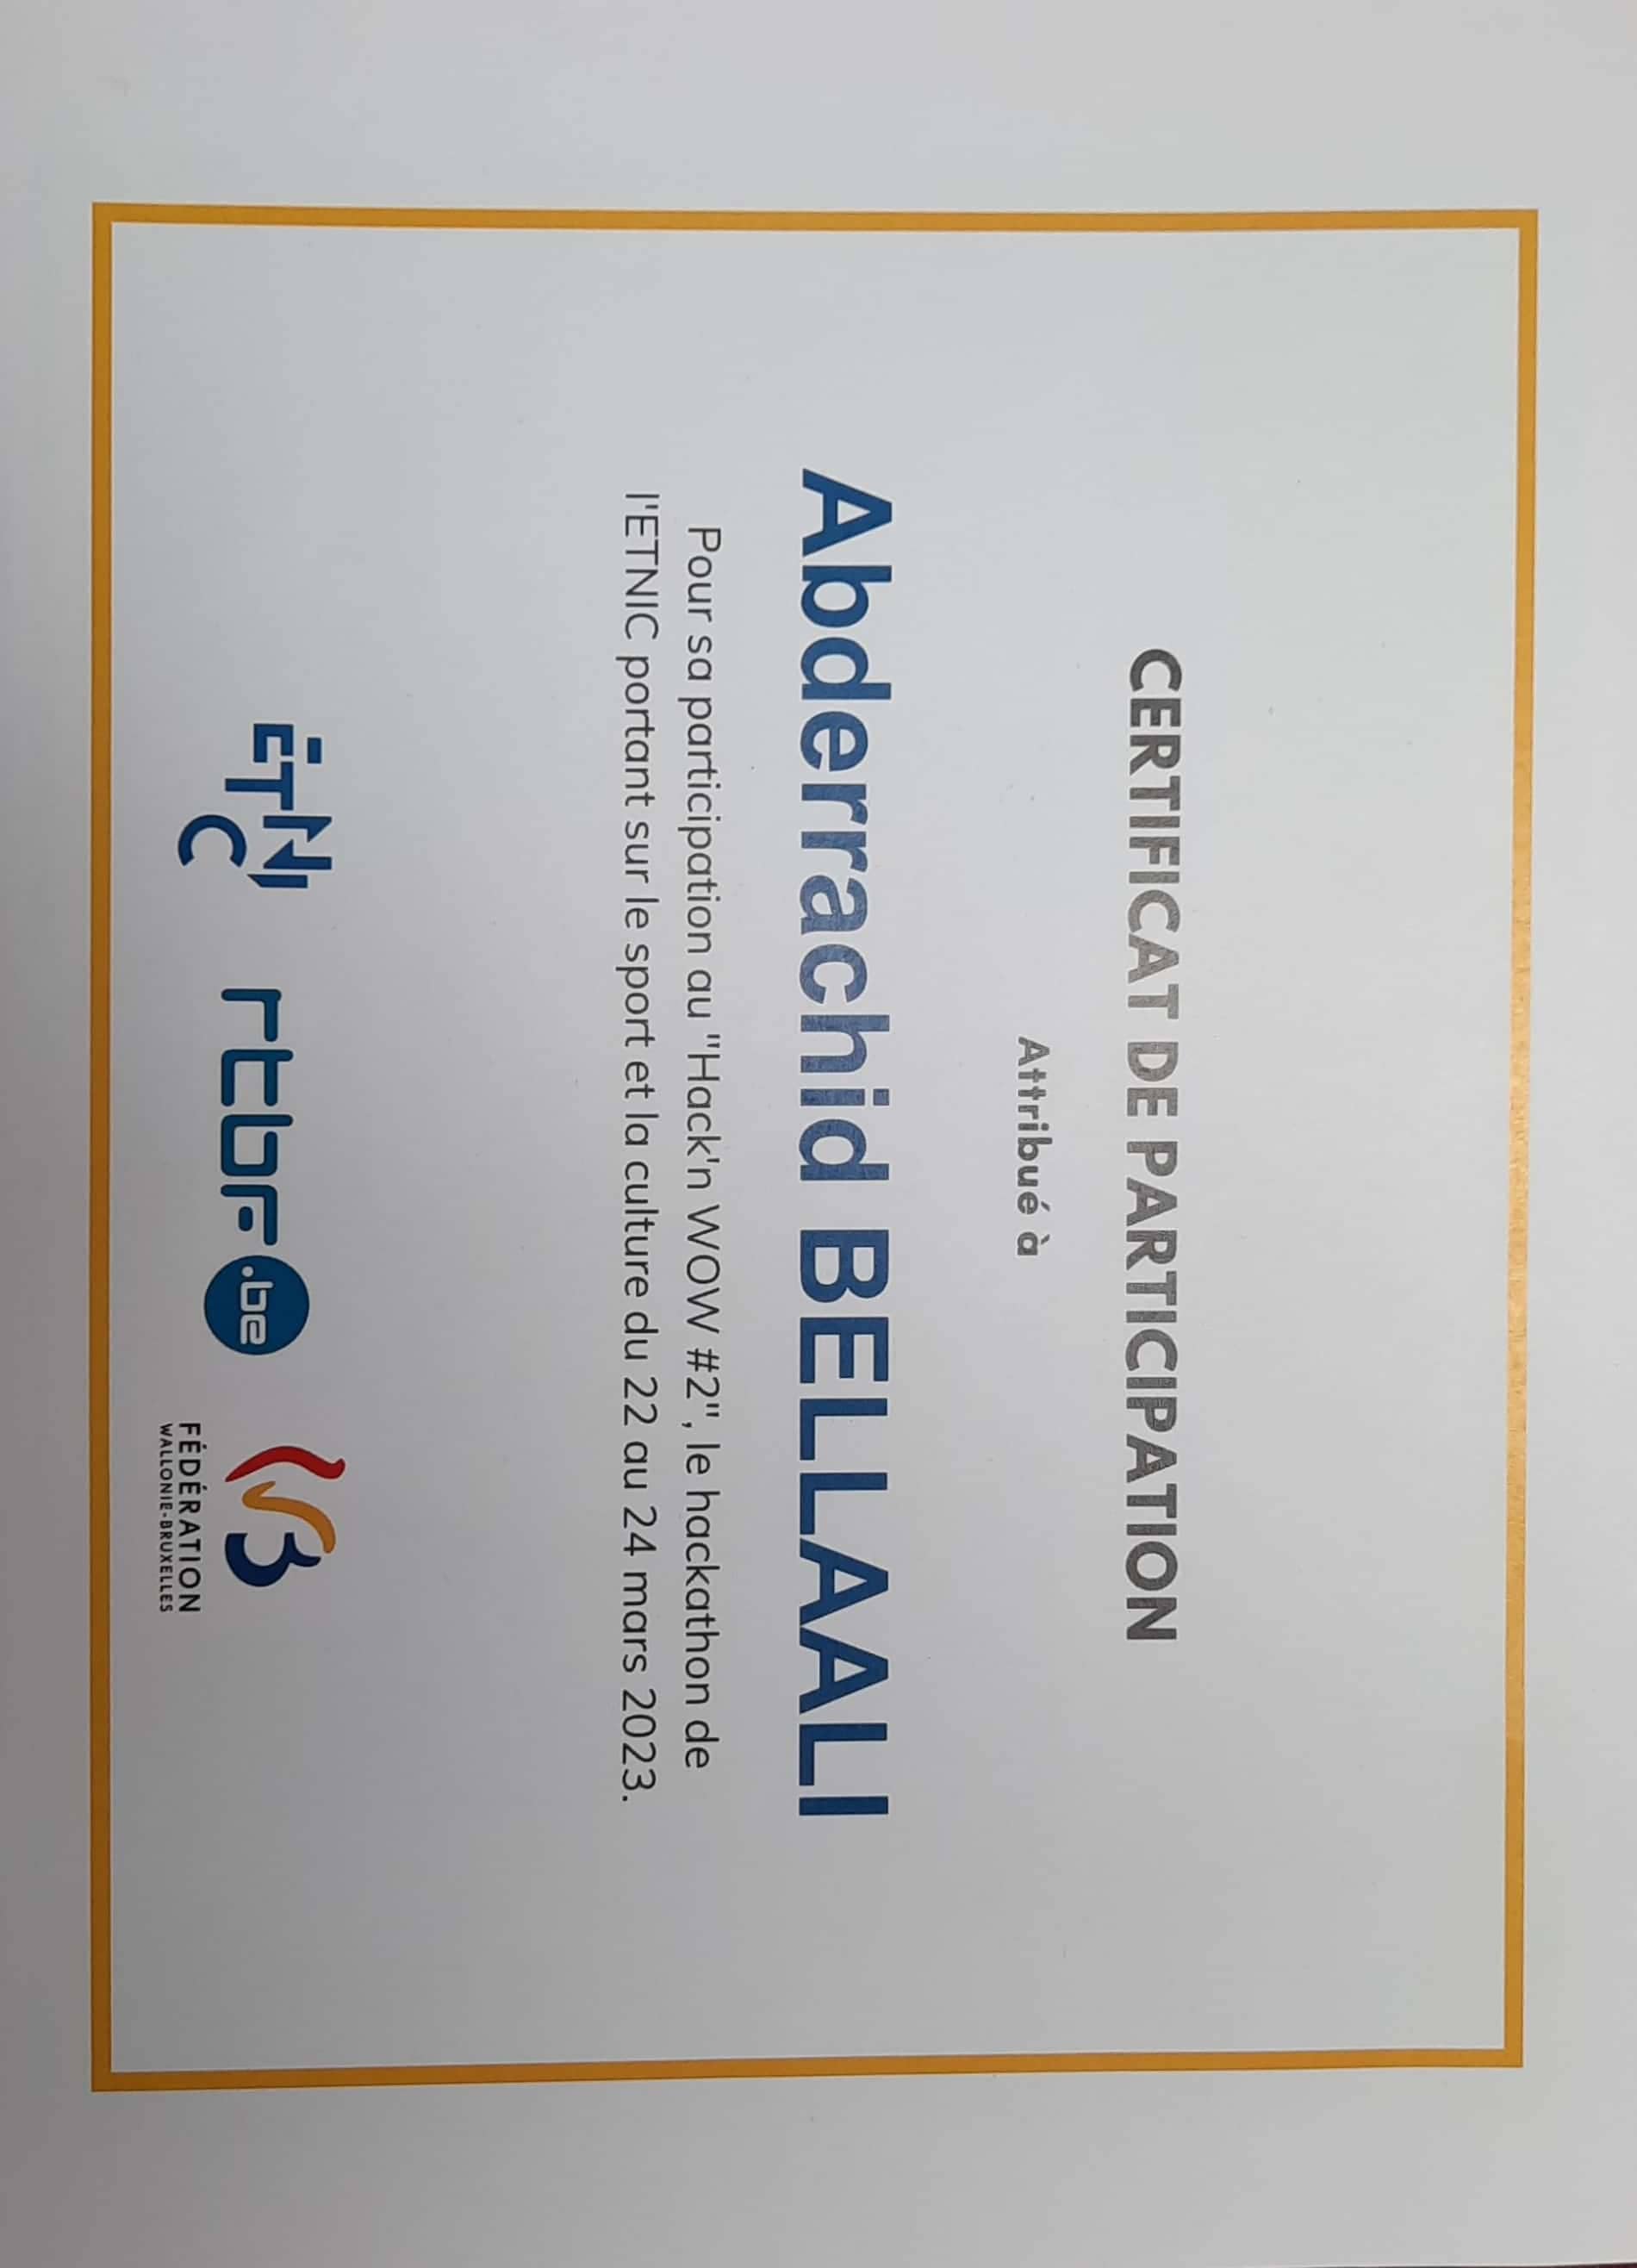 CERTIFICAT DE PARTICIPATION
Attribué à
Abderrachid BELLAALI
Pour sa participation au "Hack'n WOW #2", le hackathon de
l'ETNIC portant sur le sport et la culture du 22 au 24 mars 2023.
ETNIC
rtbf.be
FÉDÉRATION
WALLONIE-BRUXELLES